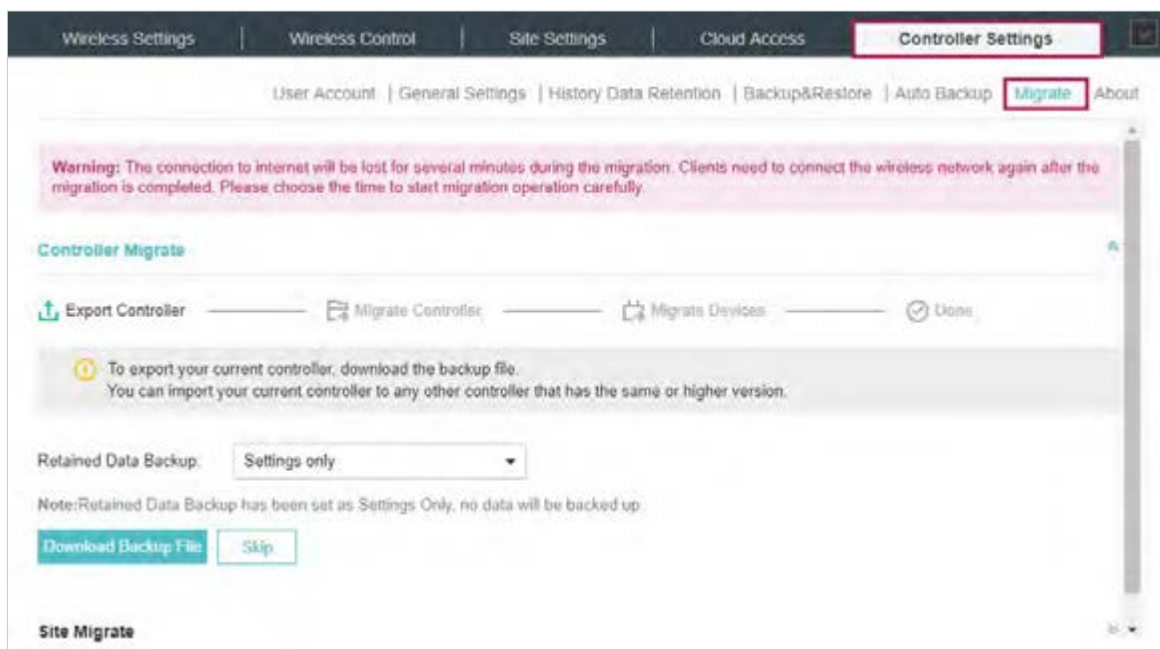 Wireless Settings | Wireless Control | Site Settings | Cloud Access Controller Settings
User Account | General Settings | History Data Retention | Backup&Restore | Auto Backup Migrate About
Warning: The connection to internet will be lost for several minutes during the migration. Clients need to connect the wireless network again after the
migration is completed. Please choose the time to start migration operation carefully.
Controller Migrate
Export Controller Migrate Controller Migrate Devices Done
To export your current controller, download the backup file.
You can import your current controller to any other controller that has the same or higher version.
Retained Data Backup: Settings only
Note:Retained Data Backup has been set as Settings Only, no data will be backed up
Download Backup File Skip
Site Migrate